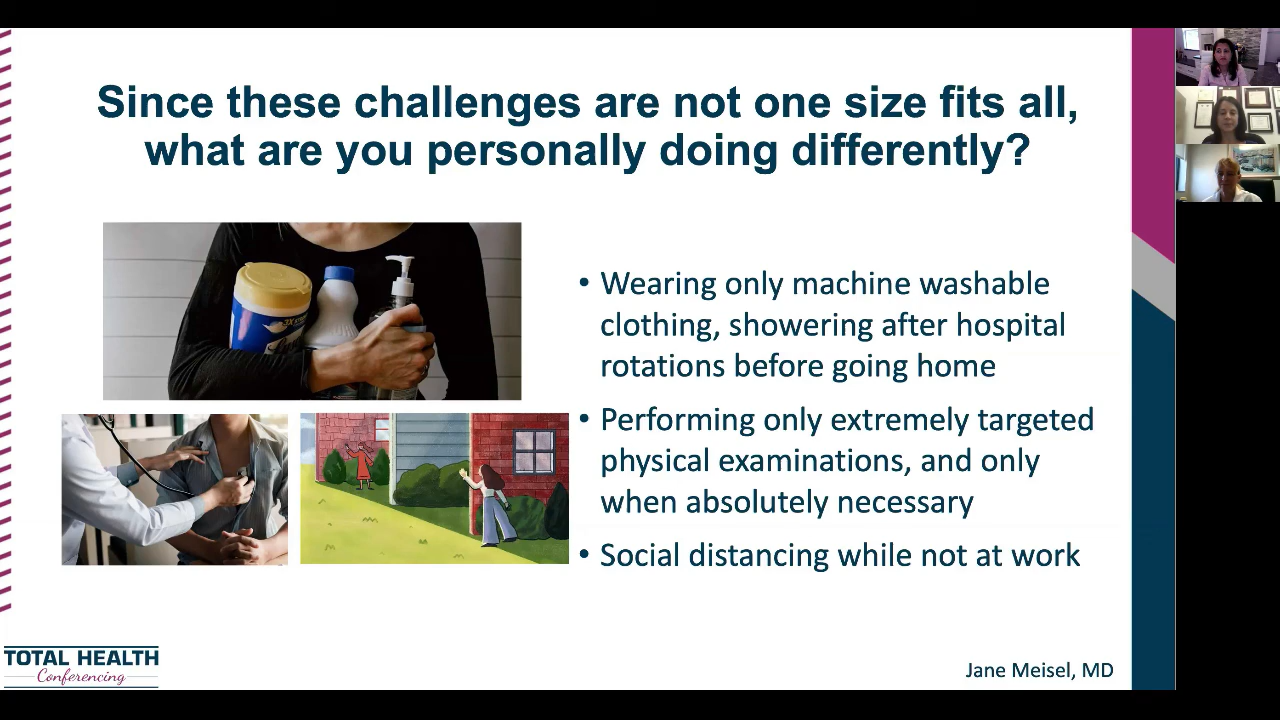 Since these challenges are not one size fits all,
what are you personally doing differently?
• Wearing only machine washable
clothing, showering after hospital
rotations before going home
• Performing only extremely targeted
physical examinations, and only
when absolutely necessary
• Social distancing while not at work
TOTAL HEALTH
Conferencing
Jane Meisel, MD